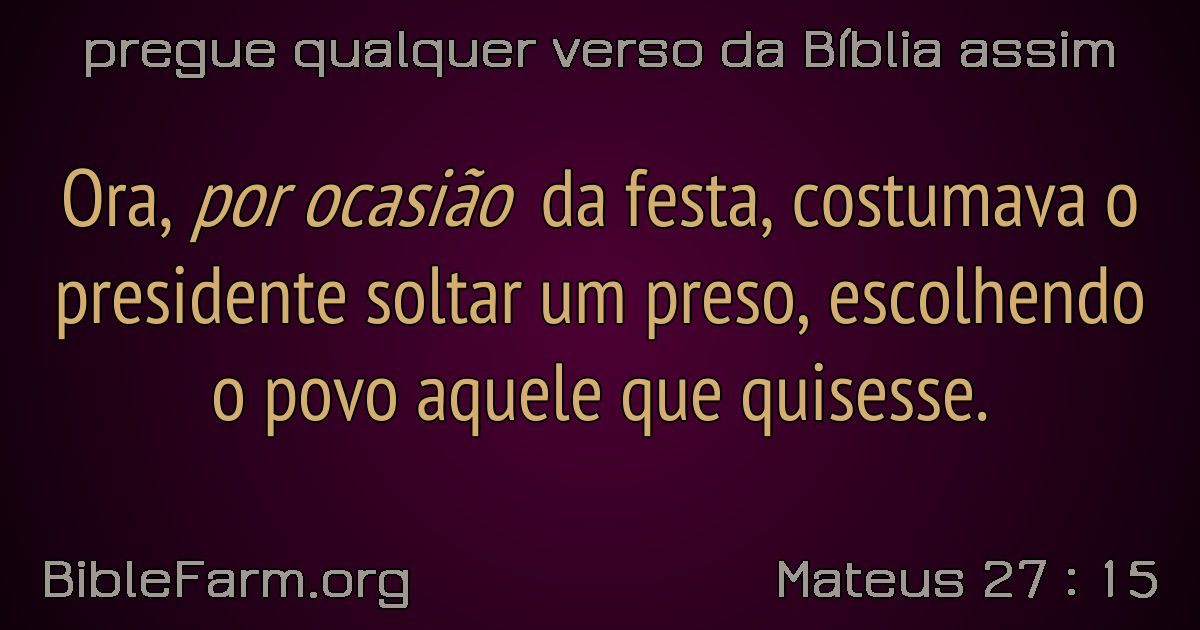 pregue qualquer verso da Bíblia assim
Ora, por ocasião da festa, costumava o
presidente soltar um preso, escolhendo
o povo aquele que quisesse.
BibleFarm.org
Mateus 27 : 15